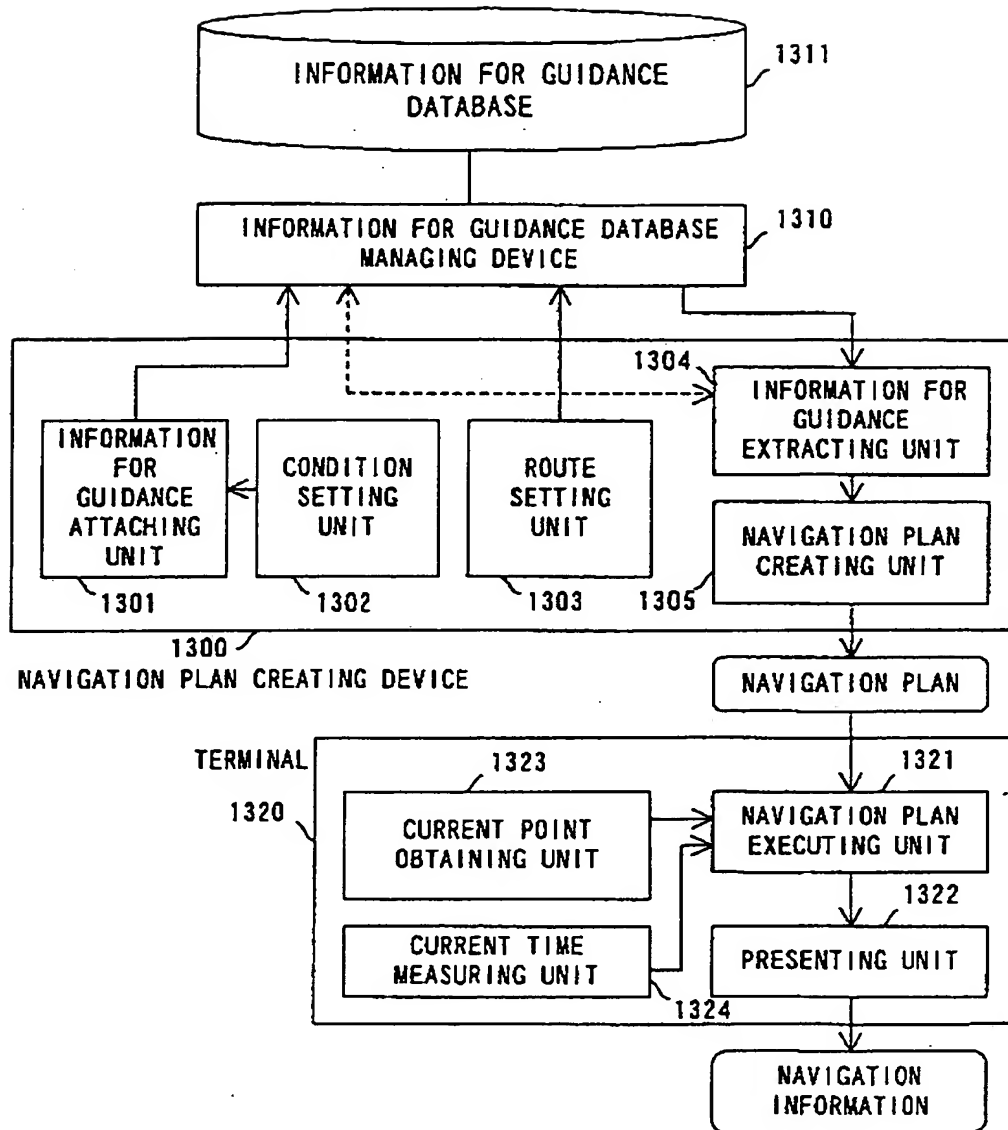 INFORMATION FOR GUIDANCE
DATABASE
1311
INFORMATION FOR GUIDANCE DATABASE
MANAGING DEVICE
1310
1304
INFORMATION FOR
GUIDANCE
EXTRACTING UNIT
INFORMATION
FOR
GUIDANCE
ATTACHING
UNIT
1301
CONDITION
SETTING
UNIT
1302
ROUTE
SETTING
UNIT
1303
NAVIGATION PLAN
CREATING UNIT
1305
1300
NAVIGATION PLAN CREATING DEVICE
NAVIGATION PLAN
TERMINAL
1320
1323
CURRENT POINT
OBTAINING UNIT
1321
NAVIGATION PLAN
EXECUTING UNIT
CURRENT TIME
MEASURING UNIT
1324
1322
PRESENTING UNIT
NAVIGATION
INFORMATION